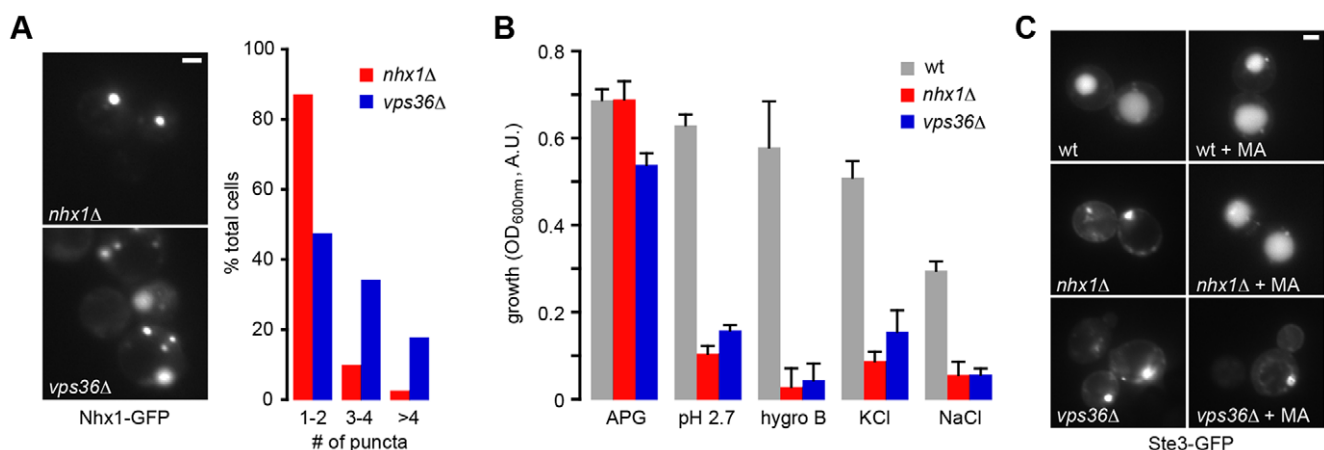 A
nhx1Δ
vps36Δ
Nhx1-GFP
% total cells
100
80
60
40
20
0
nhx1Δ
vps36Δ
1-2
3-4
>4
# of puncta
B
growth (OD600nm, A.U.)
0.8
0.6
0.4
0.2
0
wt
nhx1Δ
vps36Δ
APG
pH 2.7
hygro B
KCl
NaCl
C
wt
wt + MA
nhx1Δ
nhx1Δ + MA
vps36Δ
vps36Δ + MA
Ste3-GFP